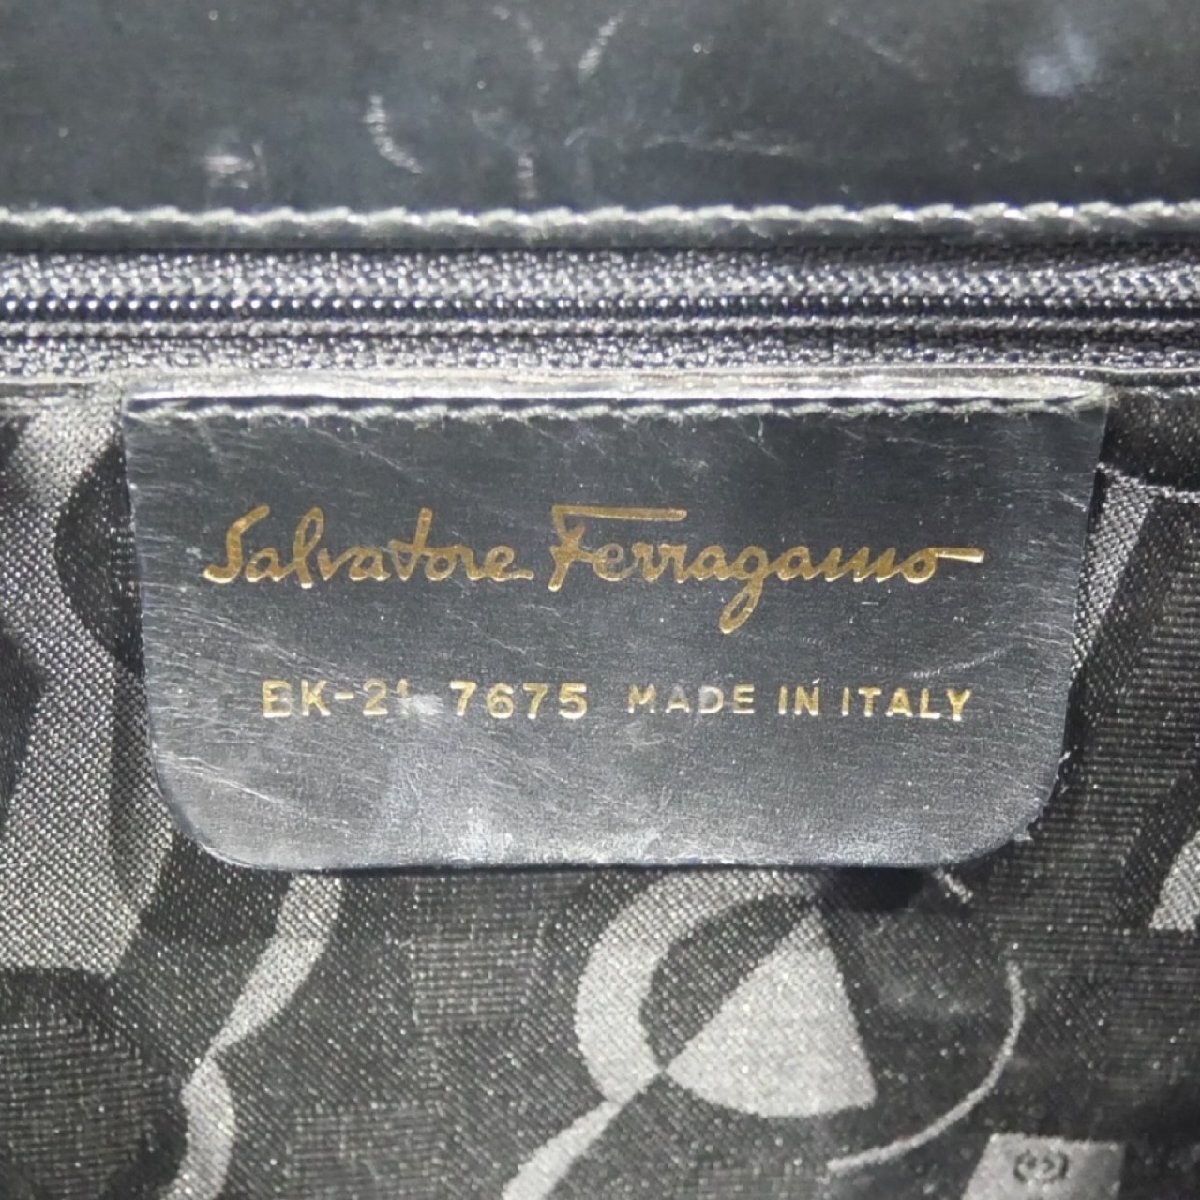 Salvatore Ferragamo
BK-21 7675 MADE IN ITALY